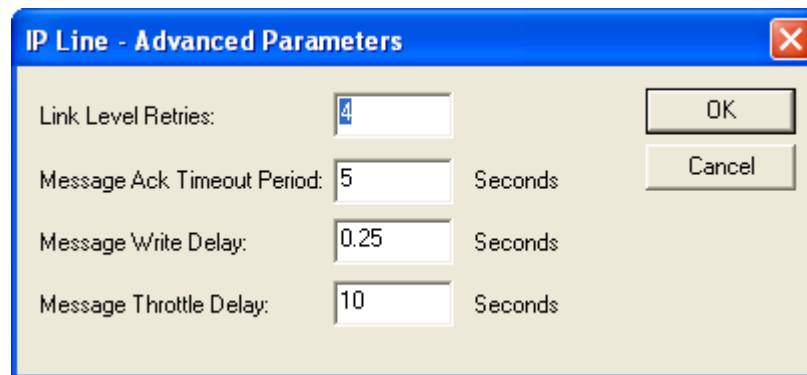 IP Line - Advanced Parameters
Link Level Retries: 4
OK
Message Ack Timeout Period: 5 Seconds
Cancel
Message Write Delay: 0.25 Seconds
Message Throttle Delay: 10 Seconds